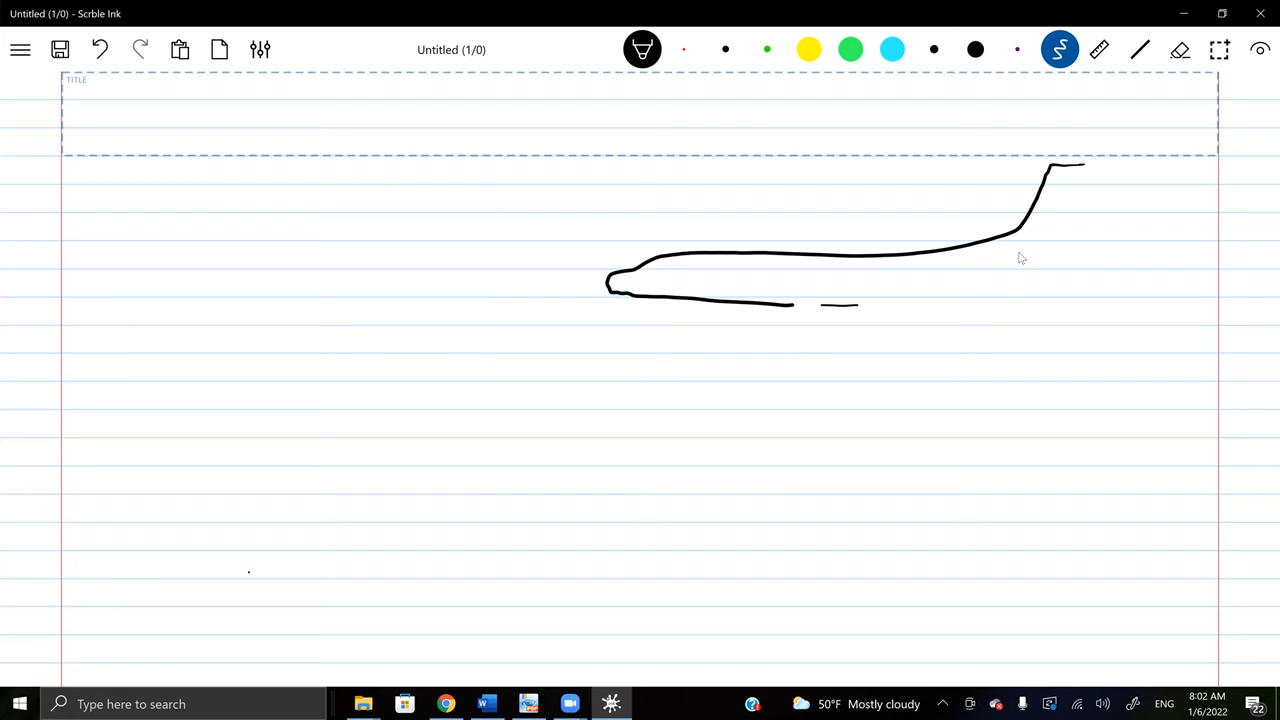 Untitled (1/0) - Scrble Ink
Untitled (1/0)
TITLE
Type here to search
50°F Mostly cloudy
ENG
8:02 AM
1/6/2022
22